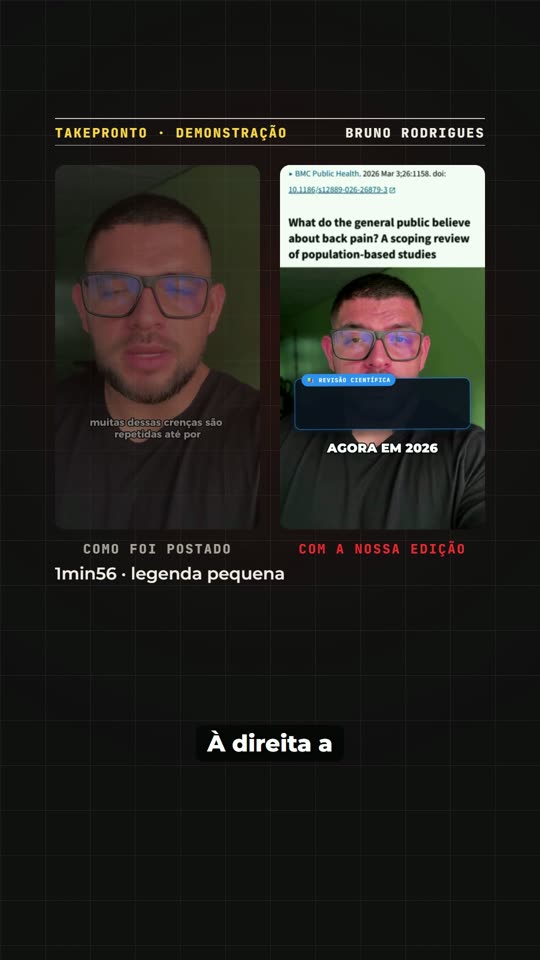 TAKEPRONTO · DEMONSTRAÇÃO
BRUNO RODRIGUES
muitas dessas crenças são
repetidas até por
▸ BMC Public Health. 2026 Mar 3;26:1158. doi:
10.1186/s12889-026-26879-3
What do the general public believe
about back pain? A scoping review
of population-based studies
REVISÃO CIENTÍFICA
AGORA EM 2026
COMO FOI POSTADO
COM A NOSSA EDIÇÃO
1min56 · legenda pequena
À direita a